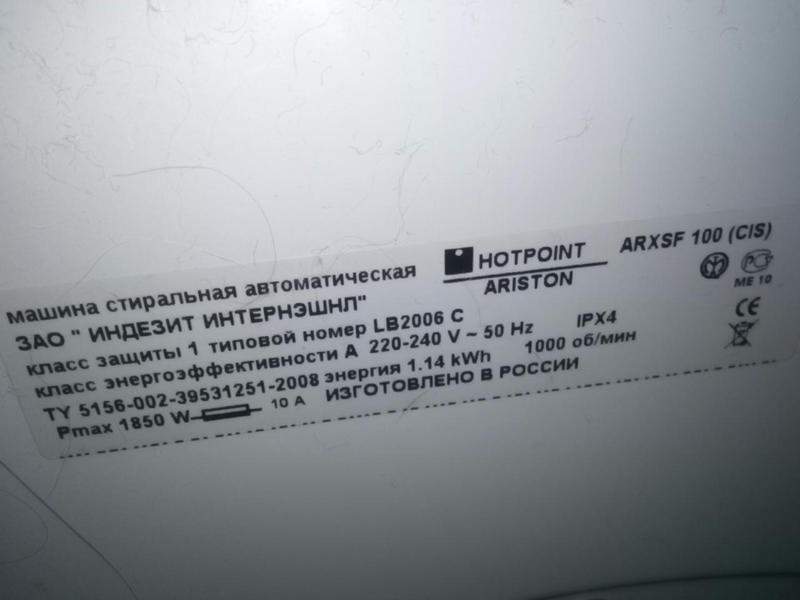 машина стиральная автоматическая
HOTPOINT
ARISTON
ARXSF 100 (CIS)
ЗАО " ИНДЕЗИТ ИНТЕРНЭШНЛ"
класс защиты 1 типовой номер LB2006 C
IPX4
класс энергоэффективности A 220-240 V ~ 50 Hz
1000 об/мин
ТУ 5156-002-39531251-2008 энергия 1.14 kWh
Pmax 1850 W
10 A
ИЗГОТОВЛЕНО В РОССИИ
РСТ
ME 10
CE